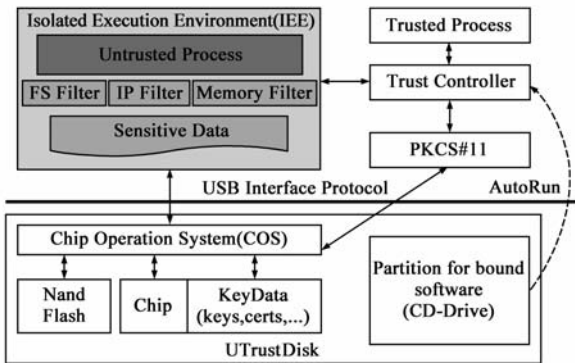 Isolated Execution Environment(IEE)
Untrusted Process
FS Filter
IP Filter
Memory Filter
Sensitive Data
Trusted Process
Trust Controller
PKCS#11
USB Interface Protocol
AutoRun
Chip Operation System(COS)
Nand
Flash
Chip
KeyData
(keys,certs,...)
Partition for bound
software
(CD-Drive)
UTrustDisk